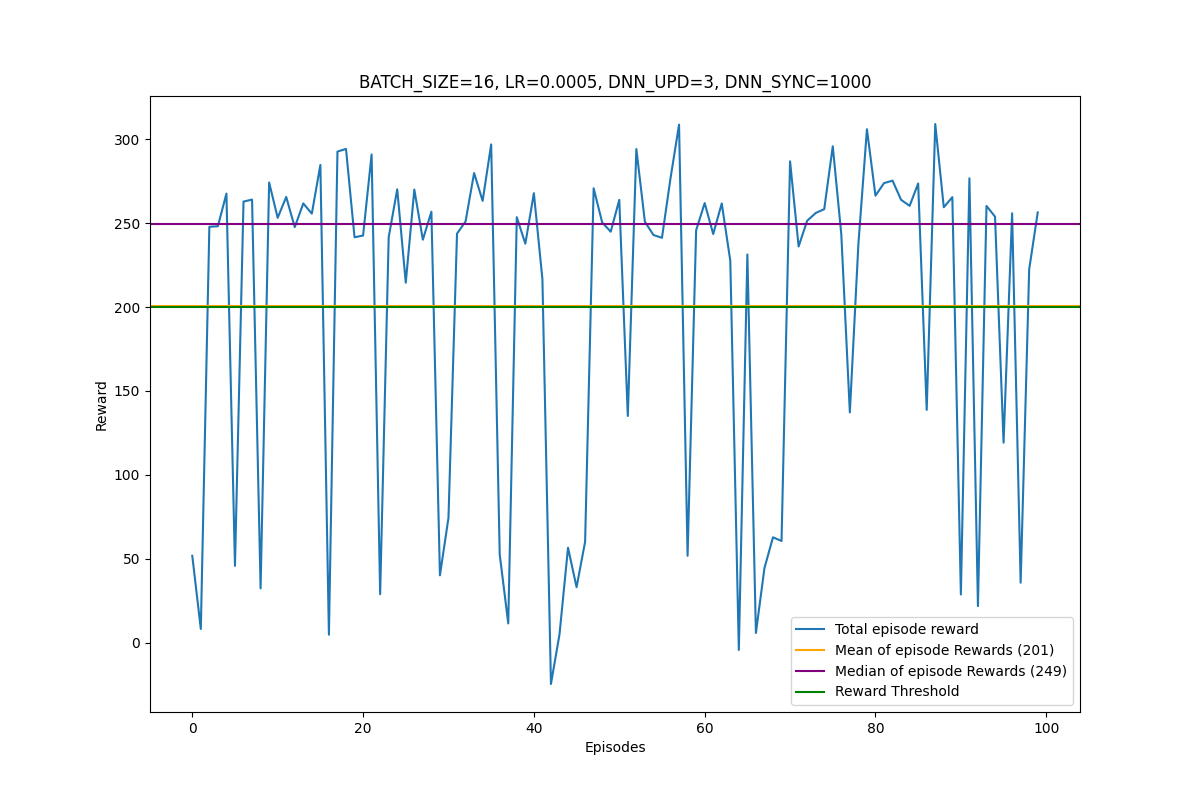 BATCH_SIZE=16, LR=0.0005, DNN_UPD=3, DNN_SYNC=1000
300
250
200
150
100
50
0
Reward
Total episode reward
Mean of episode Rewards (201)
Median of episode Rewards (249)
Reward Threshold
0 20 40 60 80 100
Episodes